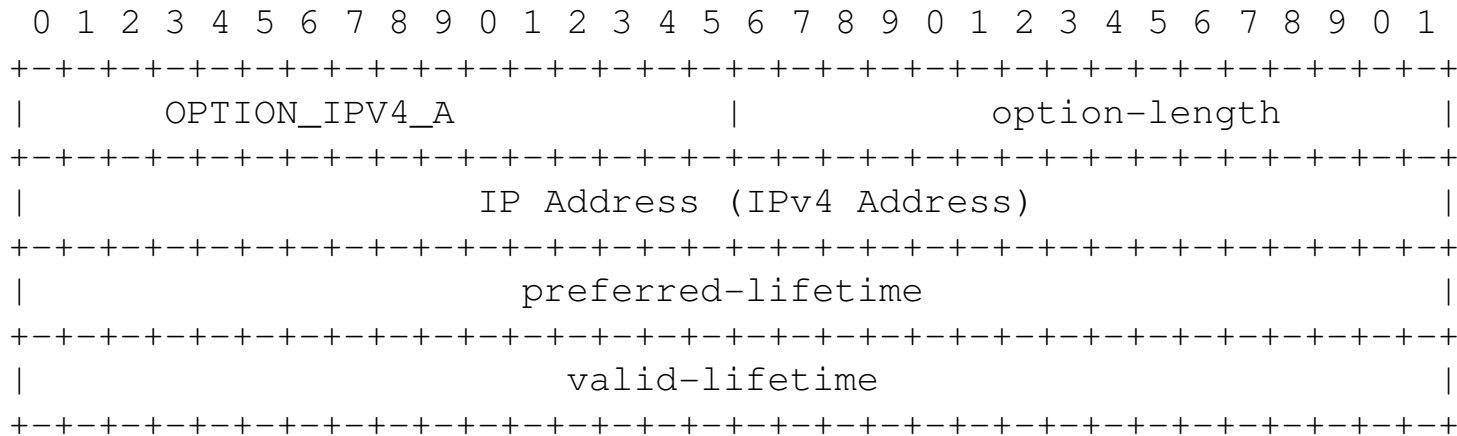 0 1 2 3 4 5 6 7 8 9 0 1 2 3 4 5 6 7 8 9 0 1 2 3 4 5 6 7 8 9 0 1
+-+-+-+-+-+-+-+-+-+-+-+-+-+-+-+-+-+-+-+-+-+-+-+-+-+-+-+-+-+-+-+-+
|      OPTION_IPV4_A            |           option-length       |
+-+-+-+-+-+-+-+-+-+-+-+-+-+-+-+-+-+-+-+-+-+-+-+-+-+-+-+-+-+-+-+-+
|                    IP Address (IPv4 Address)                  |
+-+-+-+-+-+-+-+-+-+-+-+-+-+-+-+-+-+-+-+-+-+-+-+-+-+-+-+-+-+-+-+-+
|                      preferred-lifetime                       |
+-+-+-+-+-+-+-+-+-+-+-+-+-+-+-+-+-+-+-+-+-+-+-+-+-+-+-+-+-+-+-+-+
|                        valid-lifetime                         |
+-+-+-+-+-+-+-+-+-+-+-+-+-+-+-+-+-+-+-+-+-+-+-+-+-+-+-+-+-+-+-+-+